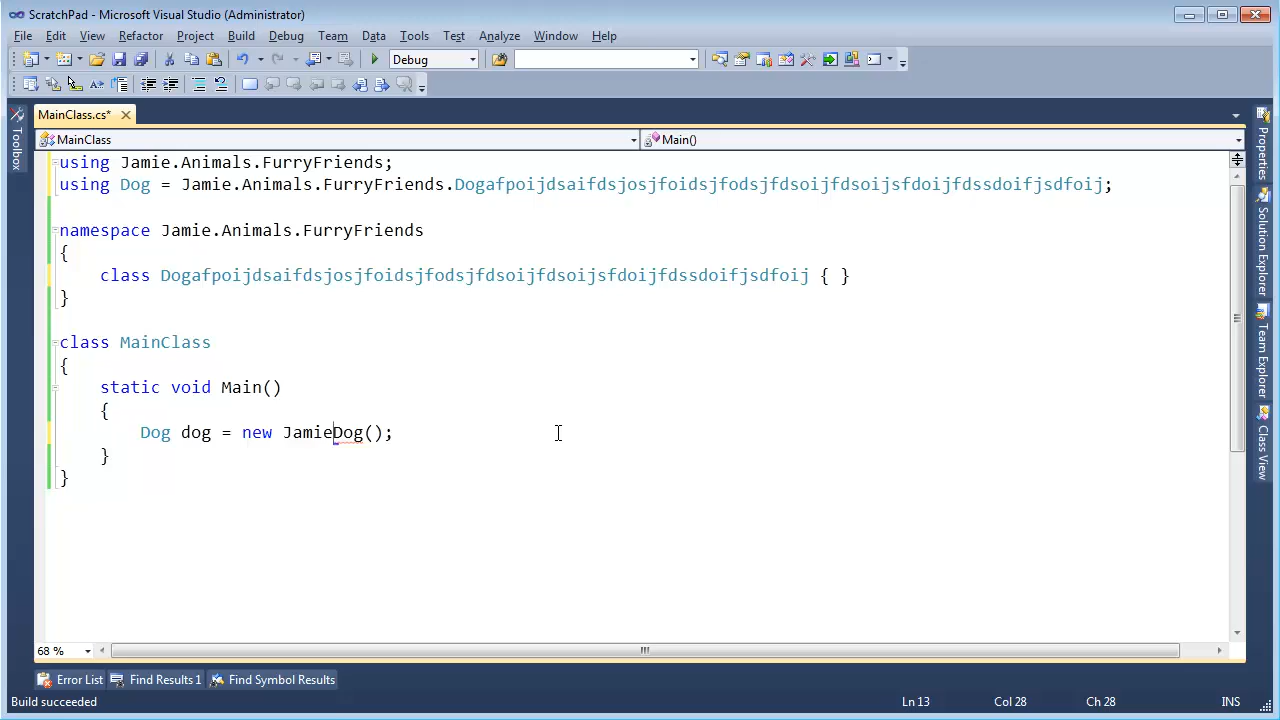 ScratchPad - Microsoft Visual Studio (Administrator)
File Edit View Refactor Project Build Debug Team Data Tools Test Analyze Window Help
Debug
MainClass.cs*
MainClass Main()
using Jamie.Animals.FurryFriends;
using Dog = Jamie.Animals.FurryFriends.Dogafpoijdsaifdsjosjfoidsjfodsjfdsoijfdsoijsfdoijfdssdoifjsdfoij;
namespace Jamie.Animals.FurryFriends
{
class Dogafpoijdsaifdsjosjfoidsjfodsjfdsoijfdsoijsfdoijfdssdoifjsdfoij { }
}
class MainClass
{
static void Main()
{
Dog dog = new JamieDog();
}
}
Toolbox
Properties
Solution Explorer
Team Explorer
Class View
68 %
Error List Find Results 1 Find Symbol Results
Build succeeded Ln 13 Col 28 Ch 28 INS